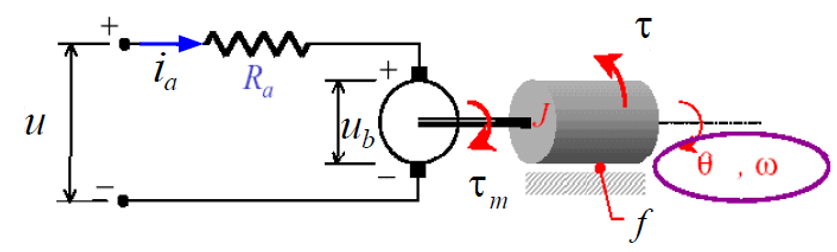 +
i_a
R_a
u
+
u_b
−
−
τ_m
J
τ
θ , ω
f